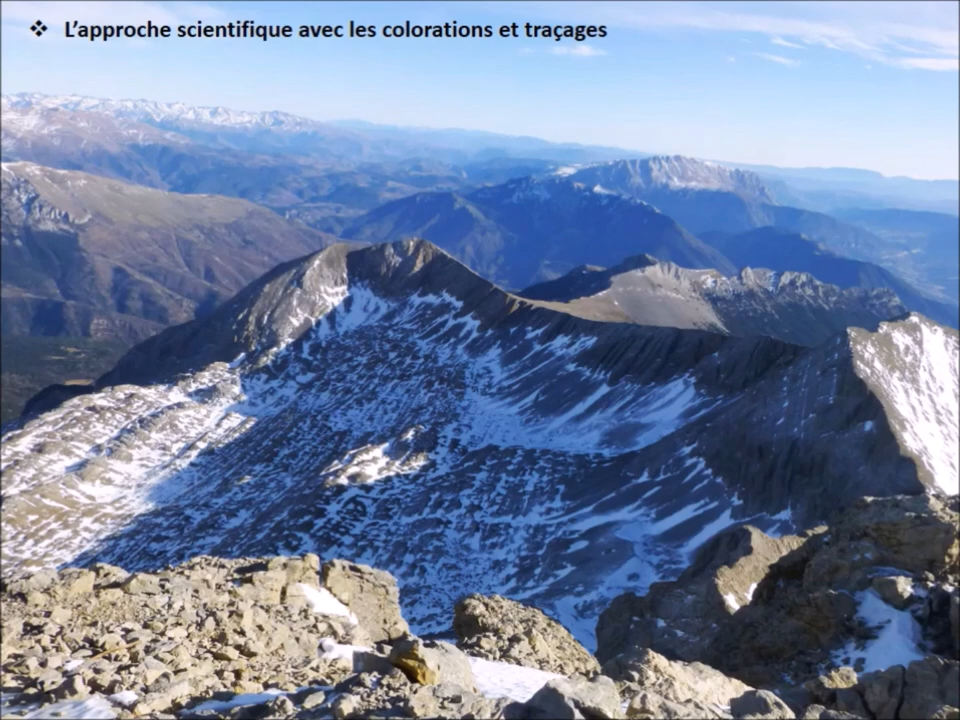 ❖ L’approche scientifique avec les colorations et traçages